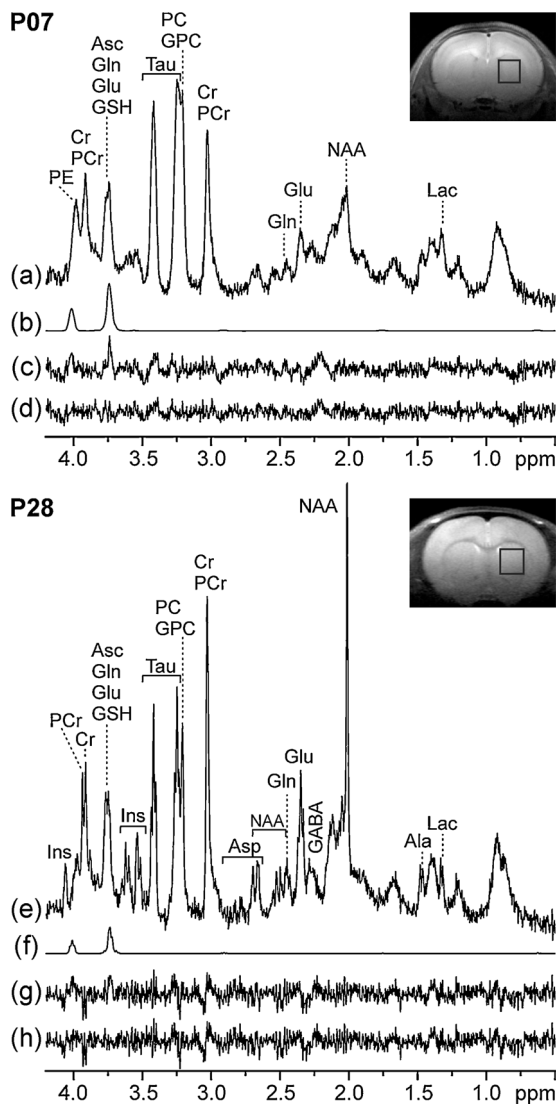 P07
PC
GPC
Asc
Gln
Glu
GSH
Tau
Cr
PCr
Cr
PCr
PE
NAA
Glu
Gln
Lac
(a)
(b)
(c)
(d)
4.0 3.5 3.0 2.5 2.0 1.5 1.0 ppm
P28
NAA
Cr
PCr
PC
GPC
Asc
Gln
Glu
GSH
Tau
PCr
Cr
Glu
Gln
NAA
GABA
Ins
Asp
Ala
Lac
Ins
(e)
(f)
(g)
(h)
4.0 3.5 3.0 2.5 2.0 1.5 1.0 ppm